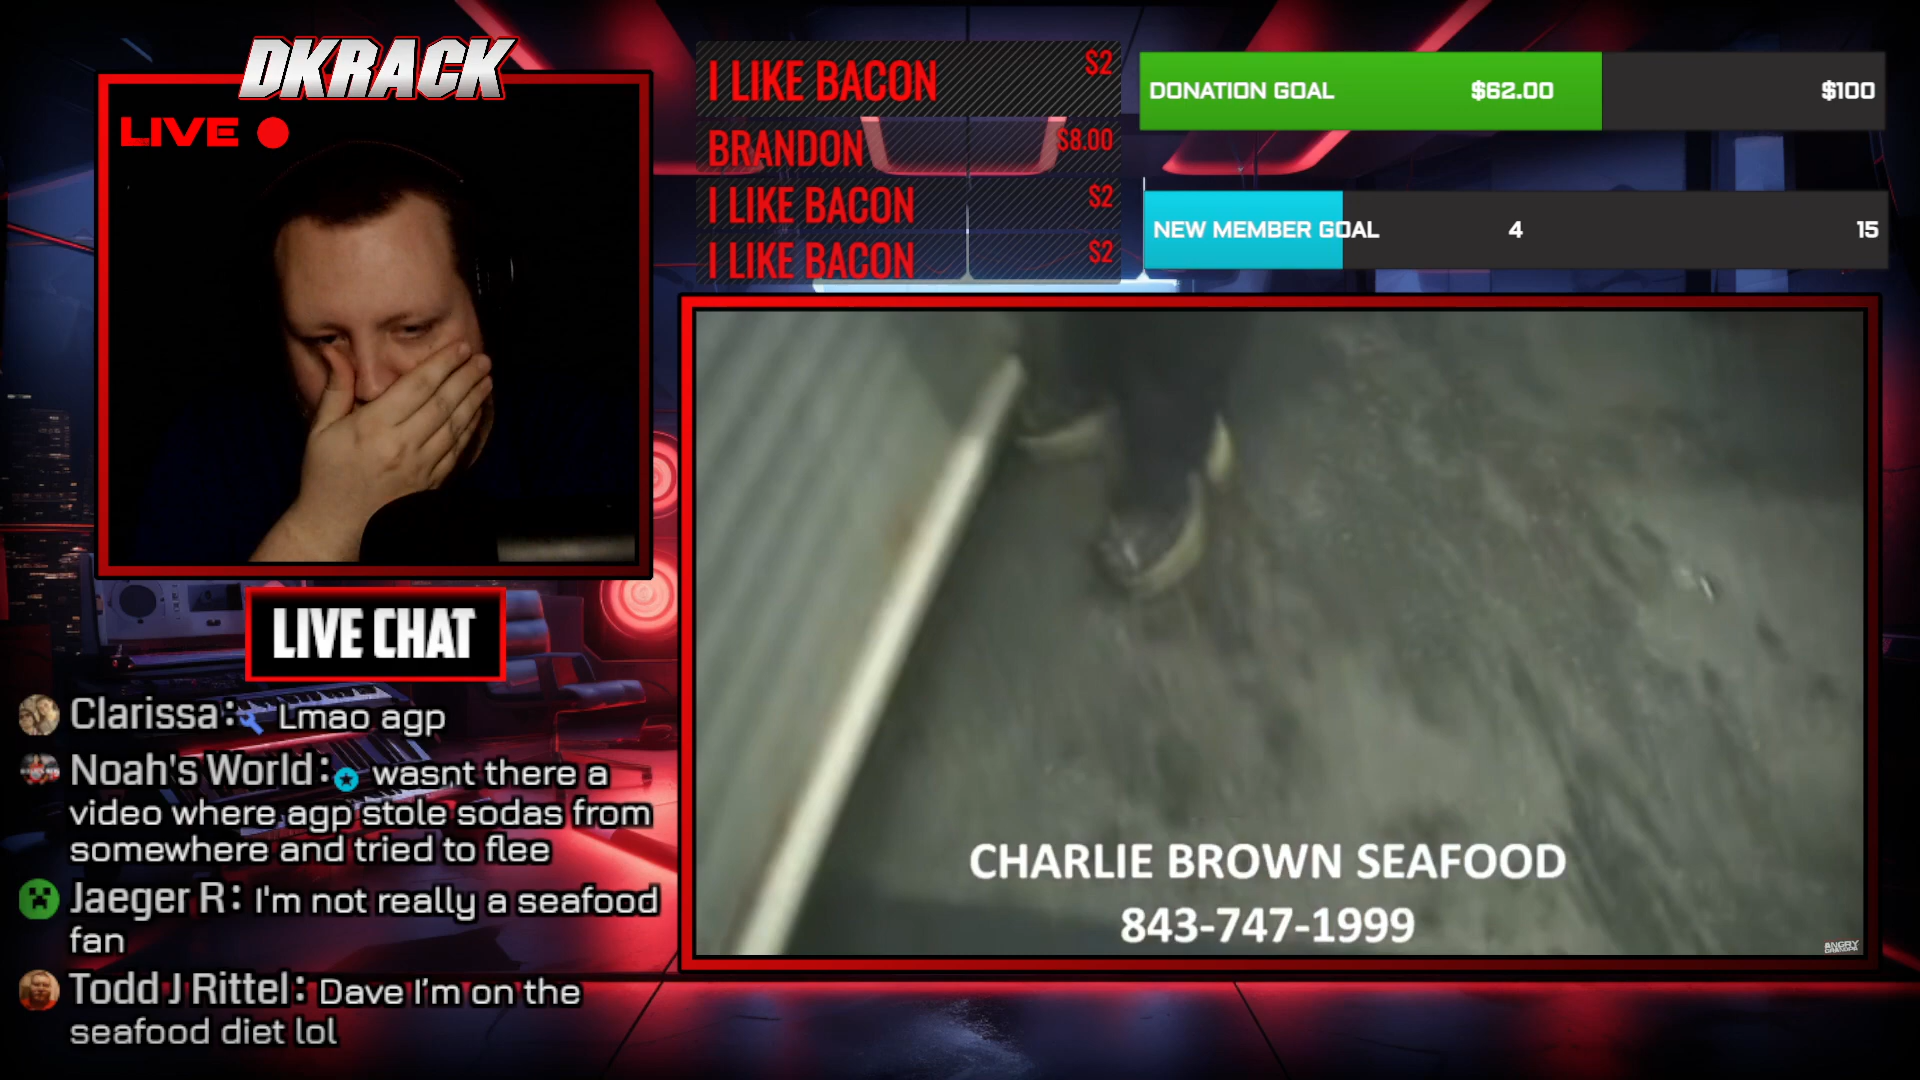 DKRACK
LIVE
I LIKE BACON $2
BRANDON $8.00
I LIKE BACON $2
I LIKE BACON $2
DONATION GOAL $62.00 $100
NEW MEMBER GOAL 4 15
LIVE CHAT
Clarissa: Lmao agp
Noah's World: wasnt there a
video where agp stole sodas from
somewhere and tried to flee
Jaeger R: I'm not really a seafood
fan
Todd J Rittel: Dave I'm on the
seafood diet lol
CHARLIE BROWN SEAFOOD
843-747-1999
ANGRY
GRANDPA